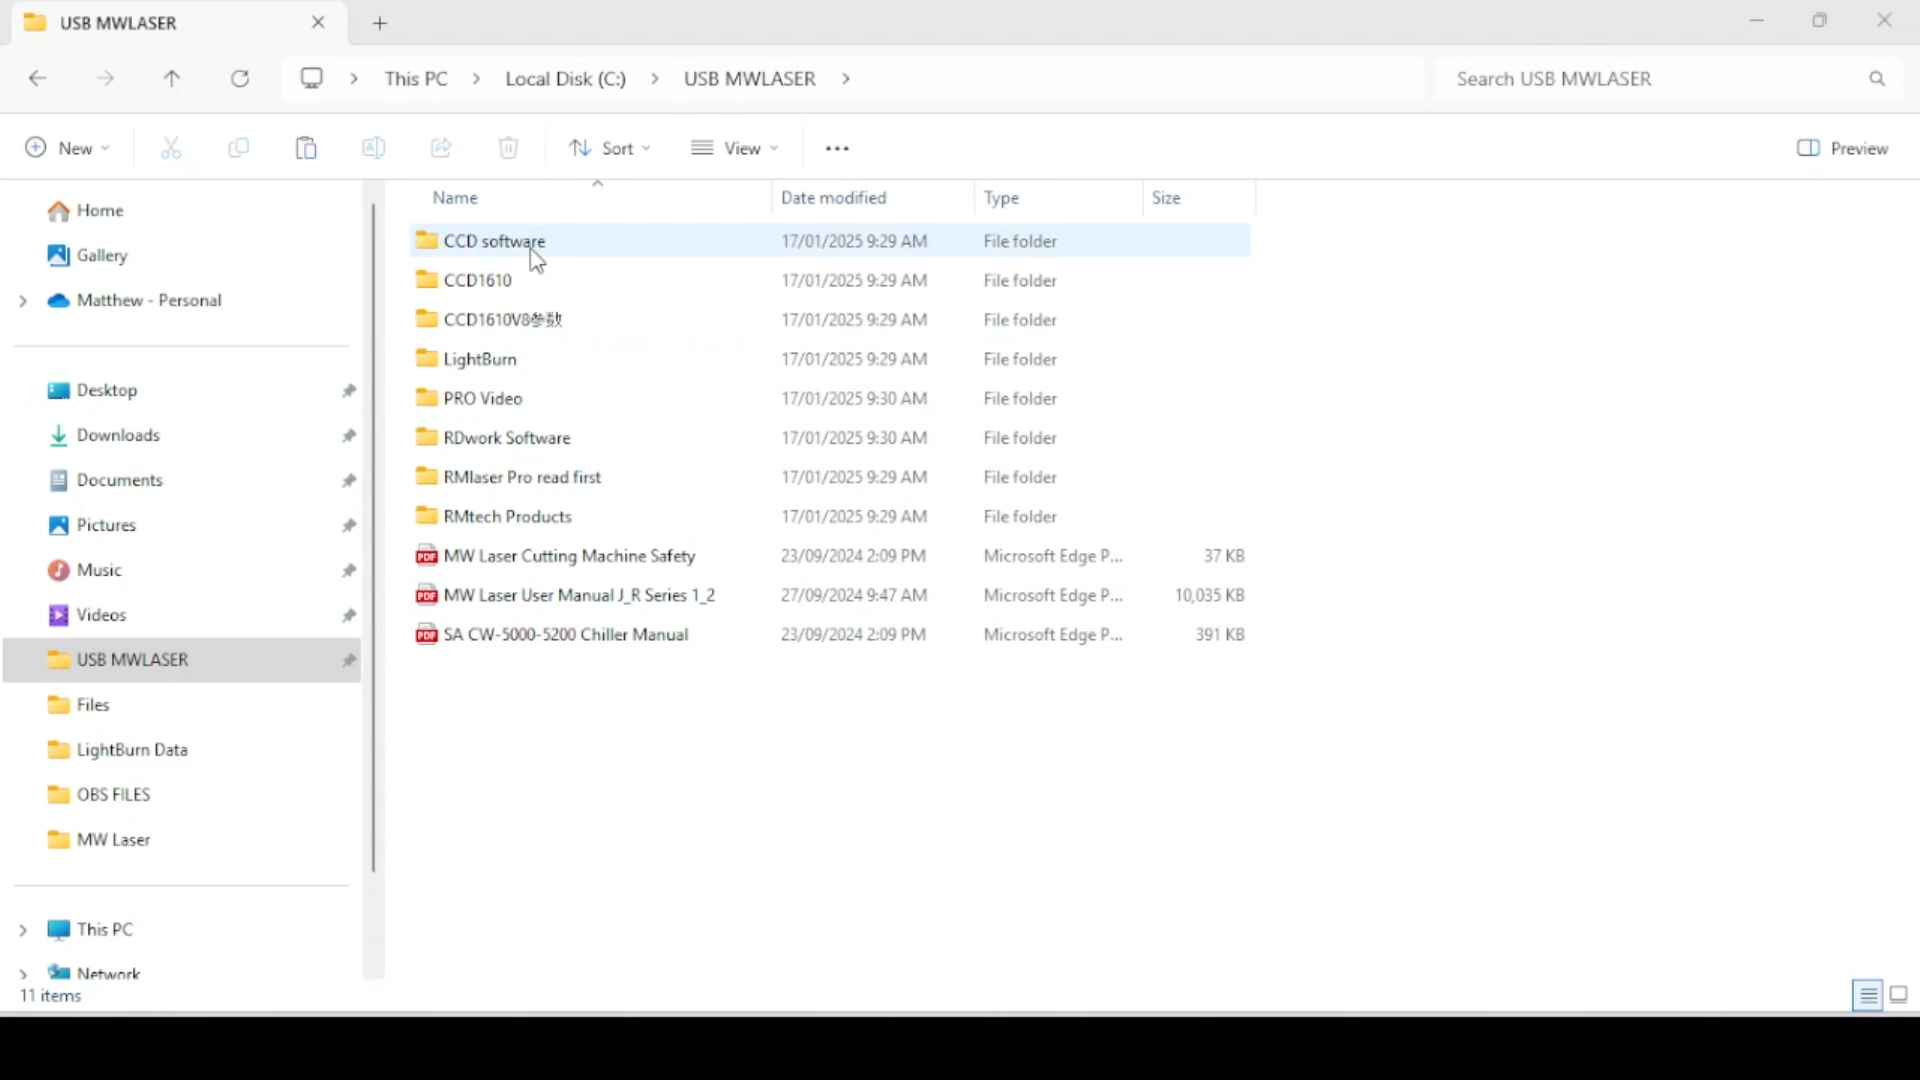 USB MWLASER
This PC > Local Disk (C:) > USB MWLASER >
Search USB MWLASER
New
Sort
View
Preview
Home
Gallery
Matthew - Personal
Desktop
Downloads
Documents
Pictures
Music
Videos
USB MWLASER
Files
LightBurn Data
OBS FILES
MW Laser
This PC
Network
Name Date modified Type Size
CCD software 17/01/2025 9:29 AM File folder
CCD1610 17/01/2025 9:29 AM File folder
CCD1610V8参数 17/01/2025 9:29 AM File folder
LightBurn 17/01/2025 9:29 AM File folder
PRO Video 17/01/2025 9:30 AM File folder
RDwork Software 17/01/2025 9:30 AM File folder
RMlaser Pro read first 17/01/2025 9:29 AM File folder
RMtech Products 17/01/2025 9:29 AM File folder
PDF MW Laser Cutting Machine Safety 23/09/2024 2:09 PM Microsoft Edge P... 37 KB
PDF MW Laser User Manual J_R Series 1_2 27/09/2024 9:47 AM Microsoft Edge P... 10,035 KB
PDF SA CW-5000-5200 Chiller Manual 23/09/2024 2:09 PM Microsoft Edge P... 391 KB
11 items